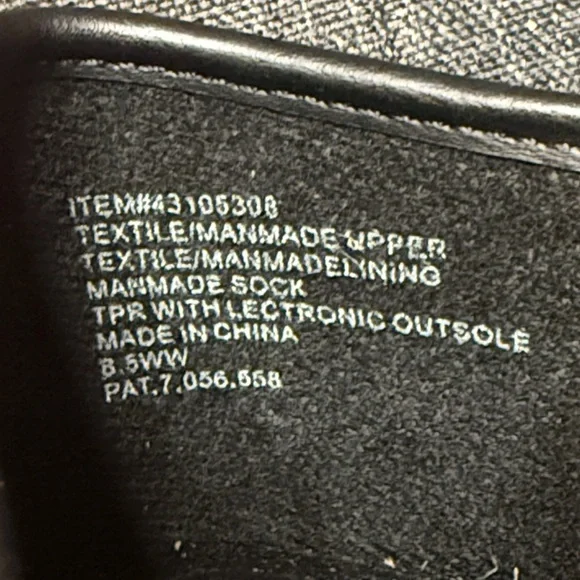 ITEM#43105308
TEXTILE/MANMADE UPPER
TEXTILE/MANMADELINING
MANMADE SOCK
TPR WITH LECTRONIC OUTSOLE
MADE IN CHINA
8.5WW
PAT.7.056.558